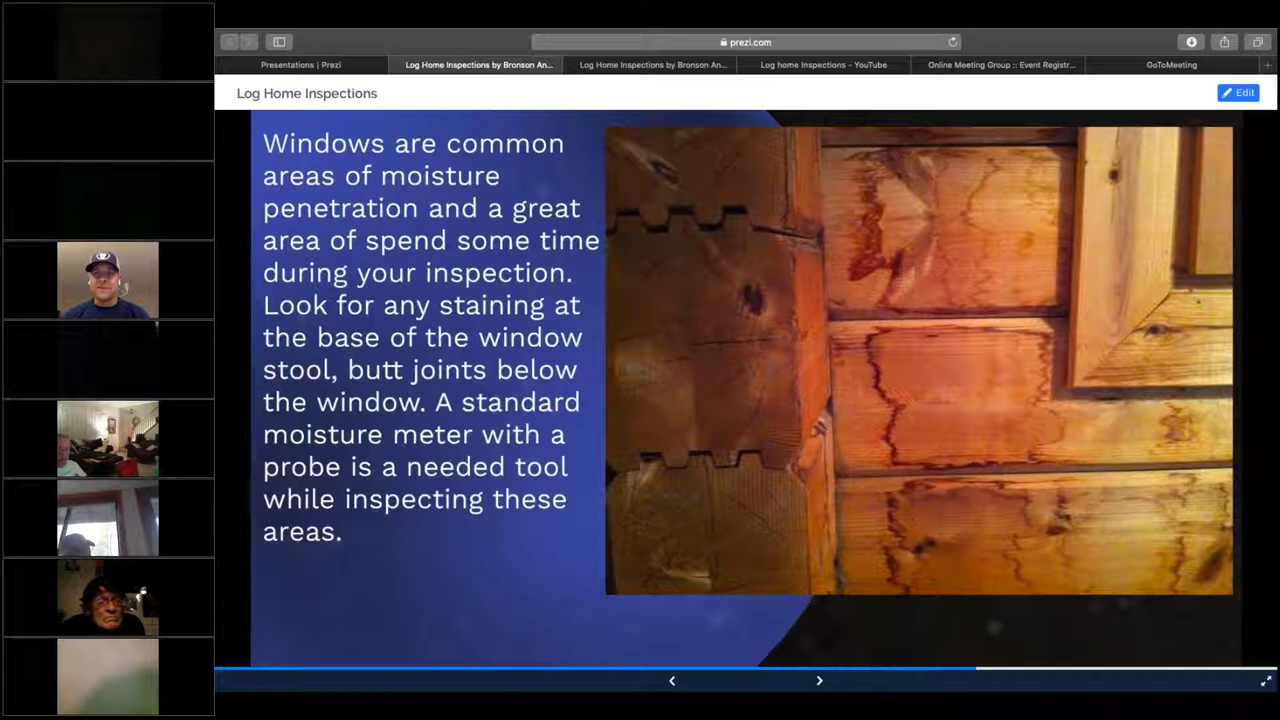 prezi.com
Presentations | Prezi
Log Home Inspections by Bronson An...
Log Home Inspections by Bronson An...
Log home Inspections - YouTube
Online Meeting Group :: Event Registr...
GoToMeeting
Log Home Inspections
Edit
Windows are common
areas of moisture
penetration and a great
area of spend some time
during your inspection.
Look for any staining at
the base of the window
stool, butt joints below
the window. A standard
moisture meter with a
probe is a needed tool
while inspecting these
areas.